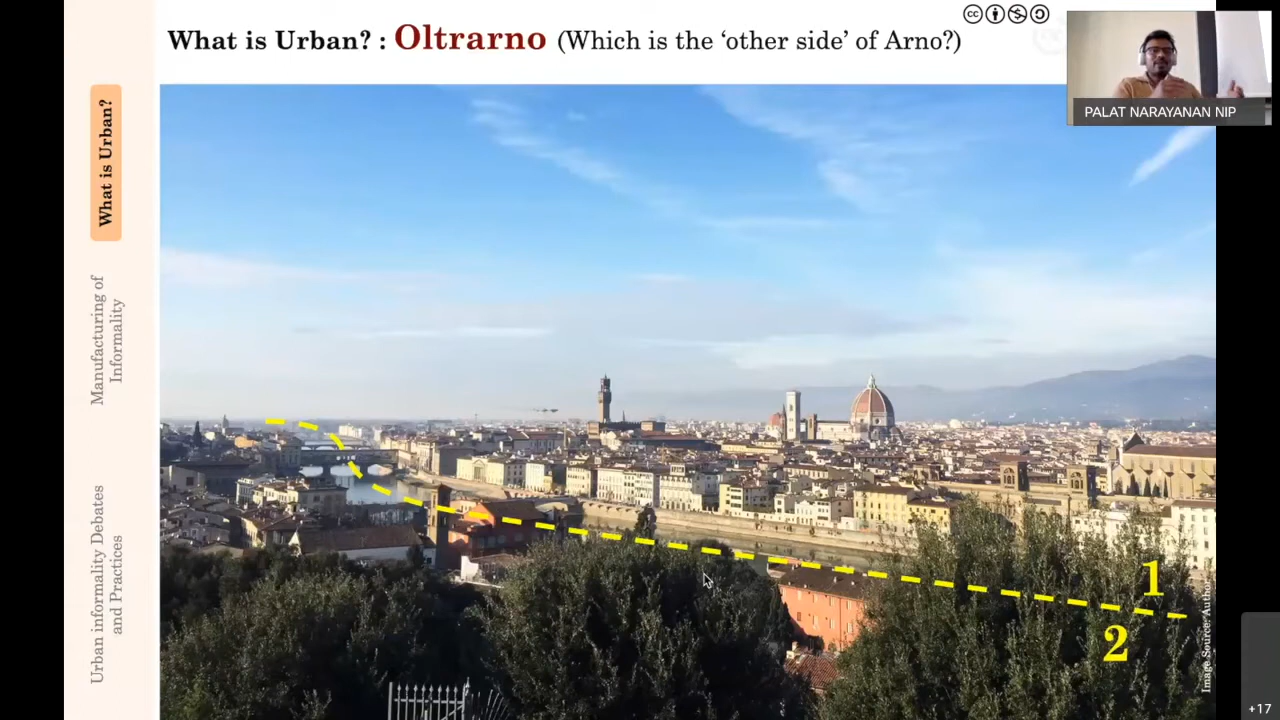 What is Urban? : Oltrarno (Which is the ‘other side’ of Arno?)
PALAT NARAYANAN NIP
What is Urban?
Manufacturing of
Informality
Urban informality Debates
and Practices
1
2
Image Source: Author
+17